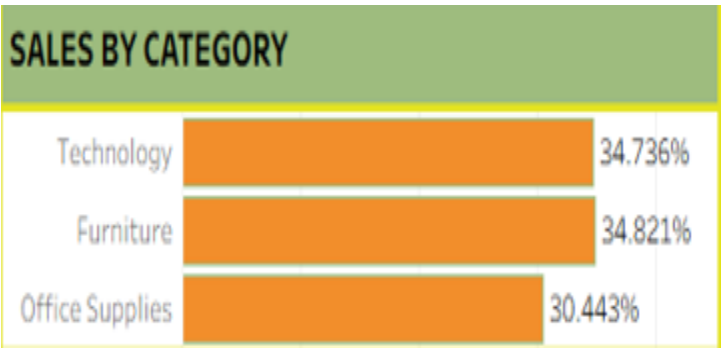 SALES BY CATEGORY
Technology 34.736%
Furniture 34.821%
Office Supplies 30.443%